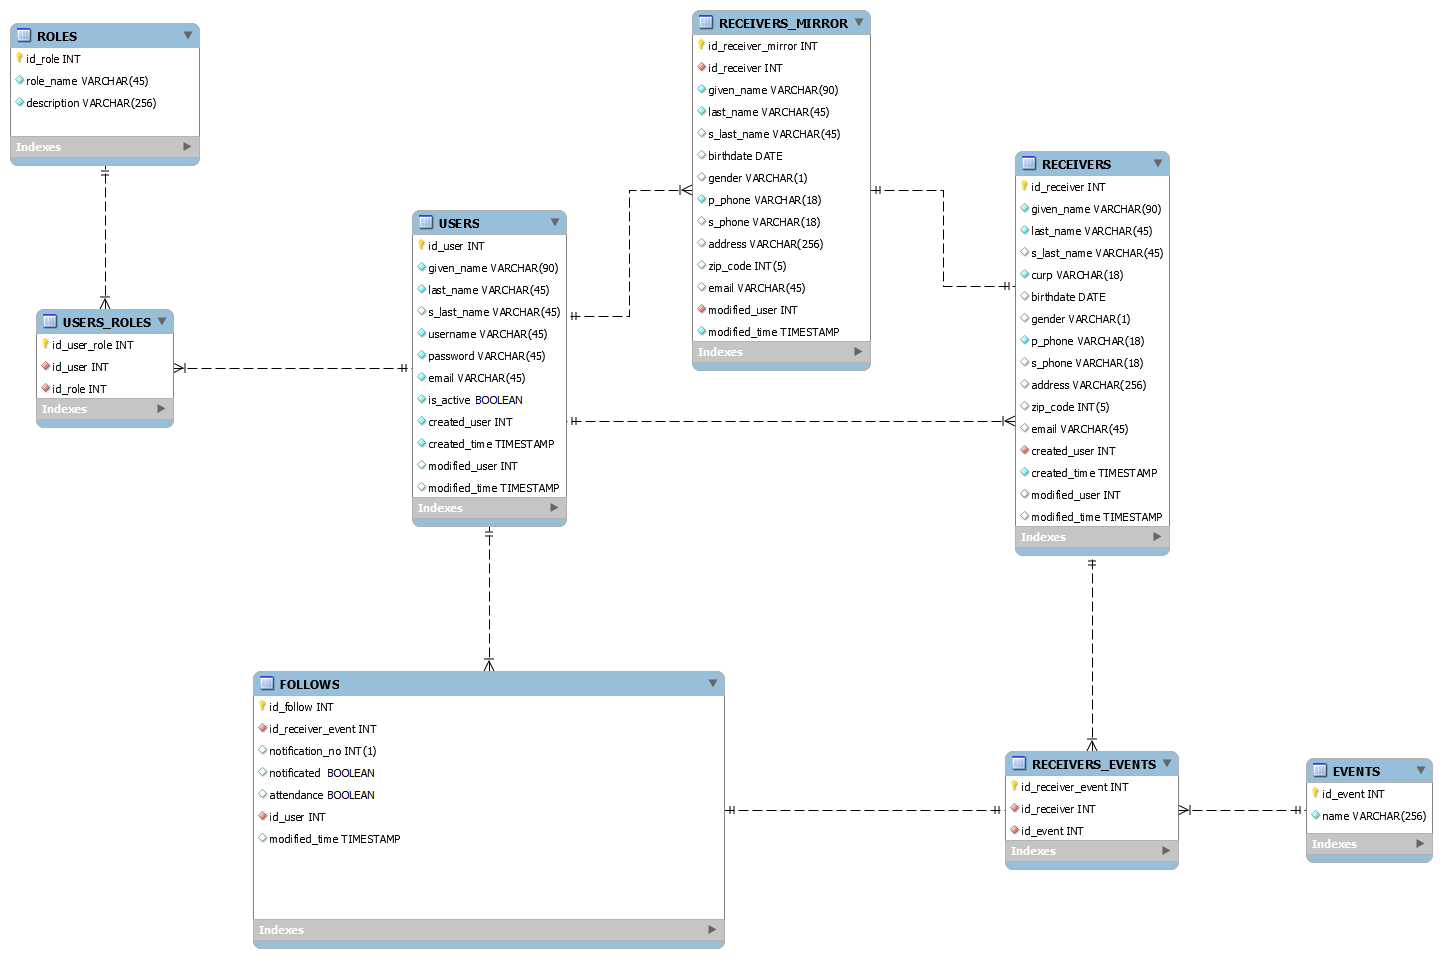 ROLES
id_role INT
role_name VARCHAR(45)
description VARCHAR(256)
Indexes
USERS_ROLES
id_user_role INT
id_user INT
id_role INT
Indexes
USERS
id_user INT
given_name VARCHAR(90)
last_name VARCHAR(45)
s_last_name VARCHAR(45)
username VARCHAR(45)
password VARCHAR(45)
email VARCHAR(45)
is_active BOOLEAN
created_user INT
created_time TIMESTAMP
modified_user INT
modified_time TIMESTAMP
Indexes
RECEIVERS_MIRROR
id_receiver_mirror INT
id_receiver INT
given_name VARCHAR(90)
last_name VARCHAR(45)
s_last_name VARCHAR(45)
birthdate DATE
gender VARCHAR(1)
p_phone VARCHAR(18)
s_phone VARCHAR(18)
address VARCHAR(256)
zip_code INT(5)
email VARCHAR(45)
modified_user INT
modified_time TIMESTAMP
Indexes
RECEIVERS
id_receiver INT
given_name VARCHAR(90)
last_name VARCHAR(45)
s_last_name VARCHAR(45)
curp VARCHAR(18)
birthdate DATE
gender VARCHAR(1)
p_phone VARCHAR(18)
s_phone VARCHAR(18)
address VARCHAR(256)
zip_code INT(5)
email VARCHAR(45)
created_user INT
created_time TIMESTAMP
modified_user INT
modified_time TIMESTAMP
Indexes
FOLLOWS
id_follow INT
id_receiver_event INT
notification_no INT(1)
notificated BOOLEAN
attendance BOOLEAN
id_user INT
modified_time TIMESTAMP
Indexes
RECEIVERS_EVENTS
id_receiver_event INT
id_receiver INT
id_event INT
Indexes
EVENTS
id_event INT
name VARCHAR(256)
Indexes